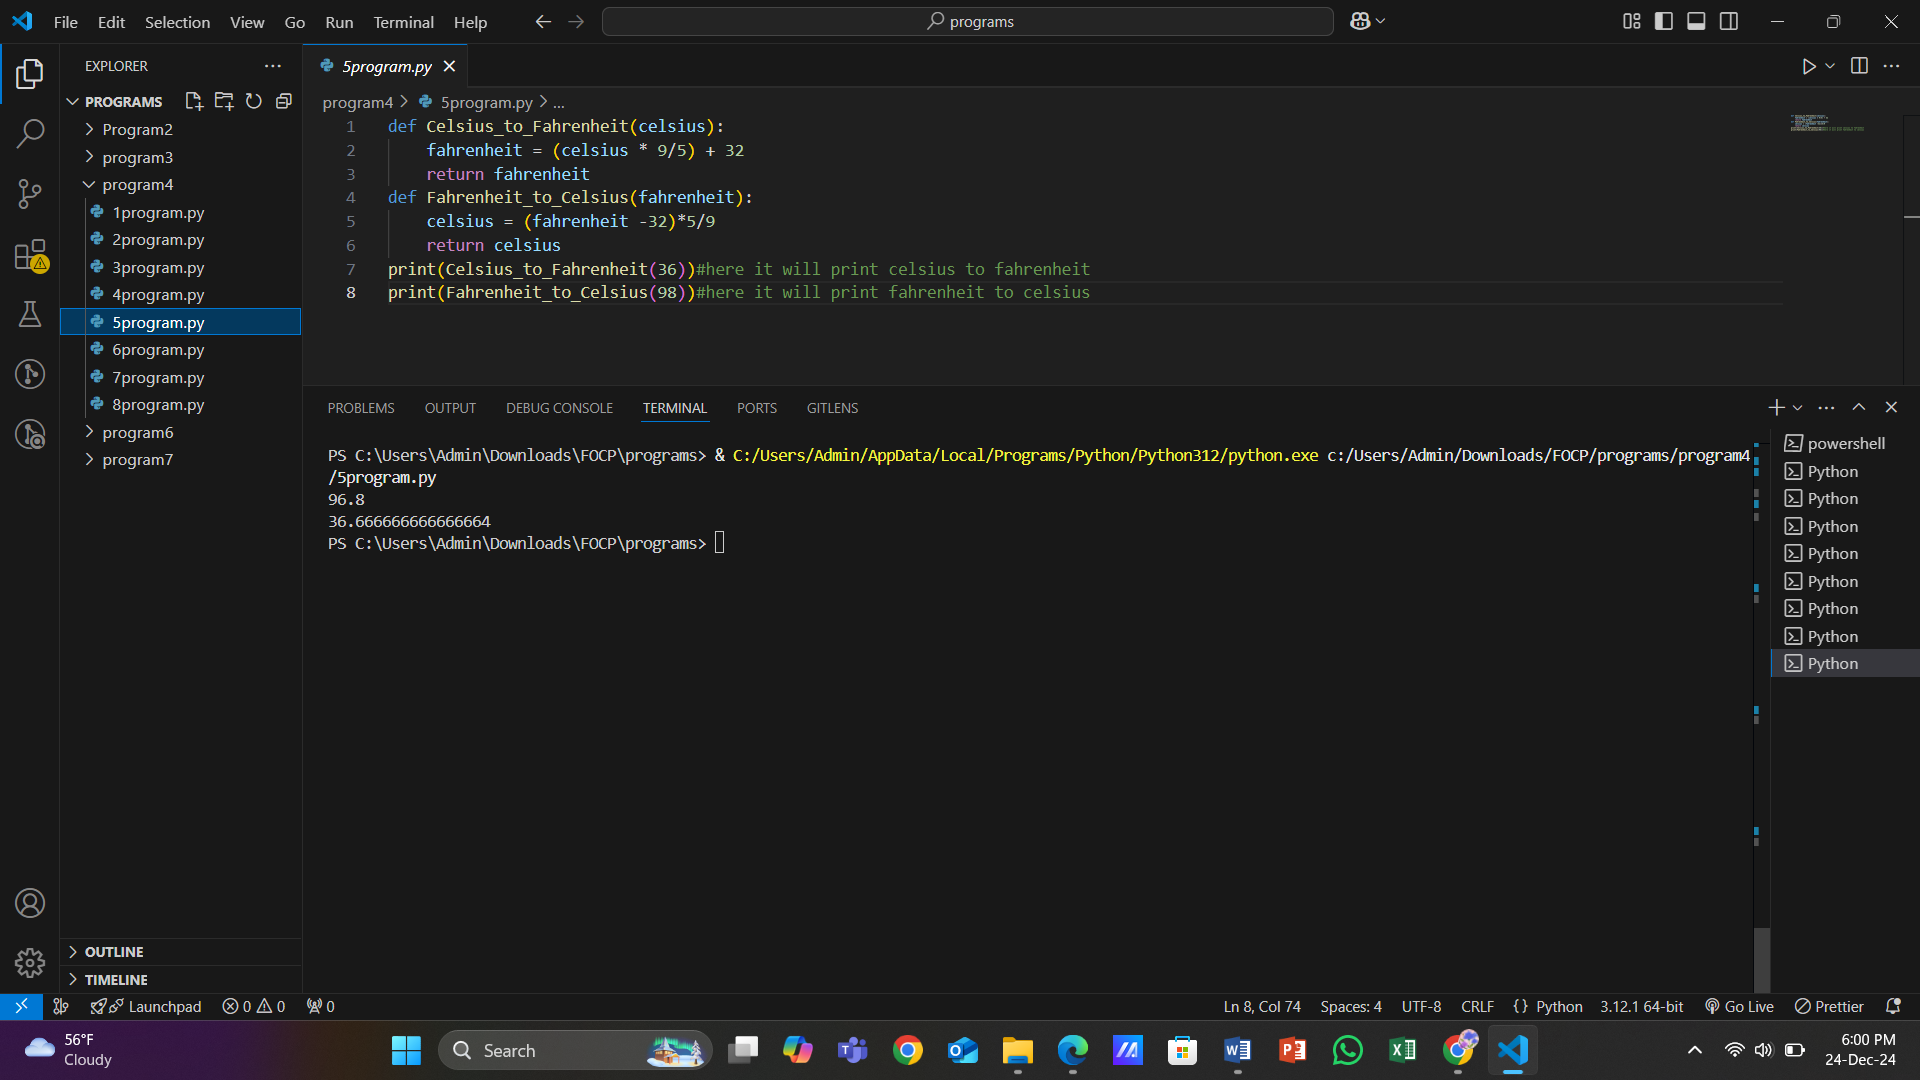 File Edit Selection View Go Run Terminal Help
programs
EXPLORER
5program.py
PROGRAMS
program4 > 5program.py > ...
Program2
program3
program4
1program.py
2program.py
3program.py
4program.py
5program.py
6program.py
7program.py
8program.py
program6
program7
1 def Celsius_to_Fahrenheit(celsius):
2 fahrenheit = (celsius * 9/5) + 32
3 return fahrenheit
4 def Fahrenheit_to_Celsius(fahrenheit):
5 celsius = (fahrenheit -32)*5/9
6 return celsius
7 print(Celsius_to_Fahrenheit(36))#here it will print celsius to fahrenheit
8 print(Fahrenheit_to_Celsius(98))#here it will print fahrenheit to celsius
PROBLEMS OUTPUT DEBUG CONSOLE TERMINAL PORTS GITLENS
PS C:\Users\Admin\Downloads\FOCP\programs> & C:/Users/Admin/AppData/Local/Programs/Python/Python312/python.exe c:/Users/Admin/Downloads/FOCP/programs/program4
/5program.py
96.8
36.666666666666664
PS C:\Users\Admin\Downloads\FOCP\programs>
powershell
Python
Python
Python
Python
Python
Python
Python
Python
OUTLINE
TIMELINE
Launchpad 0 0 0
Ln 8, Col 74 Spaces: 4 UTF-8 CRLF {} Python 3.12.1 64-bit Go Live Prettier
56°F
Cloudy
Search
6:00 PM
24-Dec-24